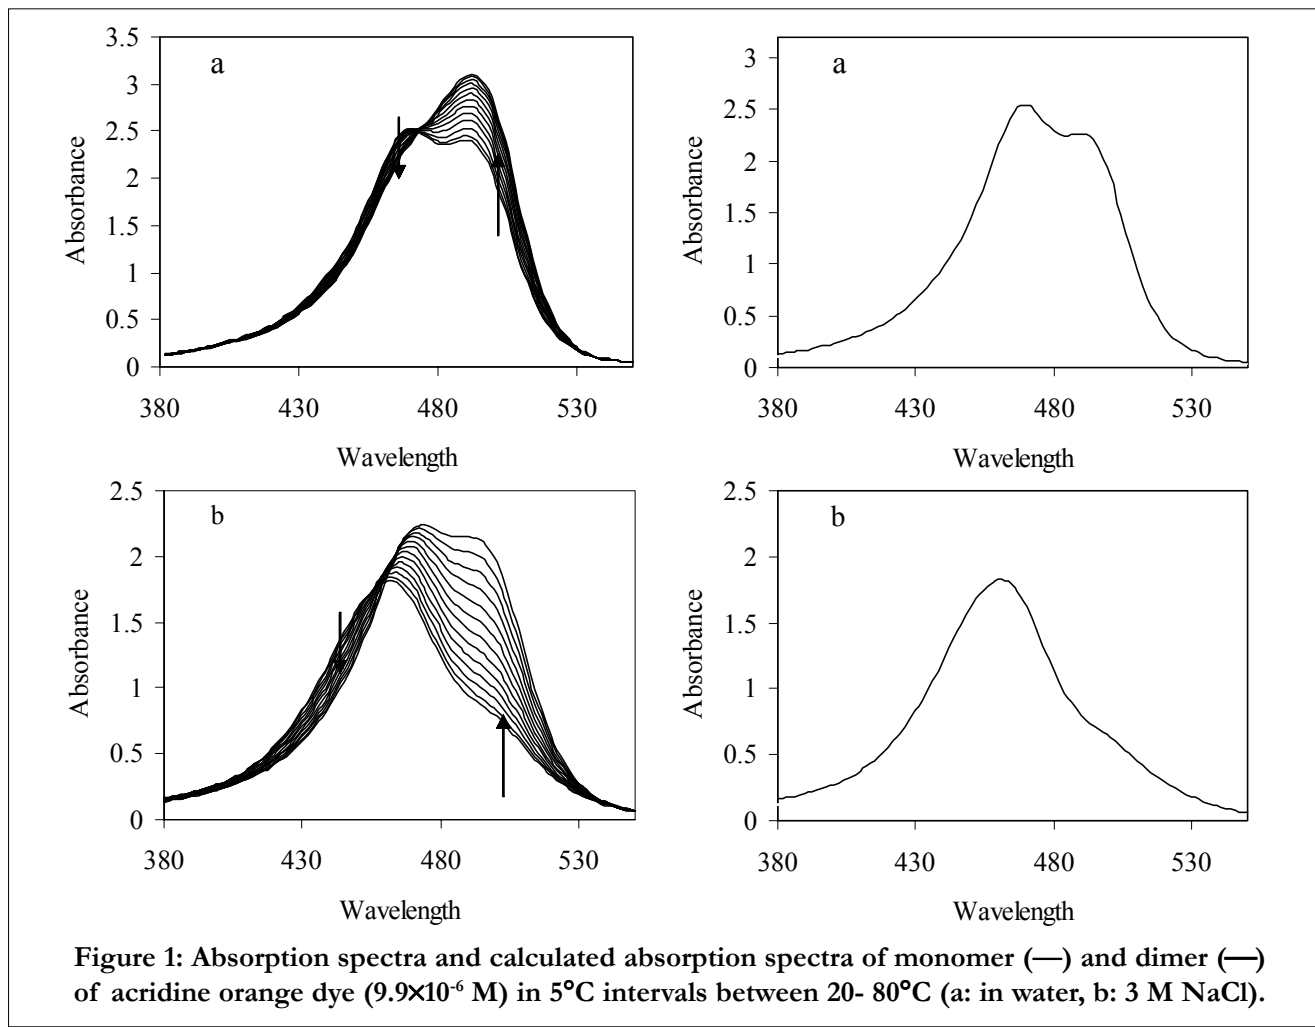 a
3.5
3
2.5
2
1.5
1
0.5
0
Absorbance
380 430 480 530
Wavelength
a
3
2.5
2
1.5
1
0.5
0
Absorbance
380 430 480 530
Wavelength
b
2.5
2
1.5
1
0.5
0
Absorbance
380 430 480 530
Wavelength
b
2.5
2
1.5
1
0.5
0
Absorbance
380 430 480 530
Wavelength
Figure 1: Absorption spectra and calculated absorption spectra of monomer (—) and dimer (—)
of acridine orange dye (9.9×10⁻⁶ M) in 5°C intervals between 20- 80°C (a: in water, b: 3 M NaCl).